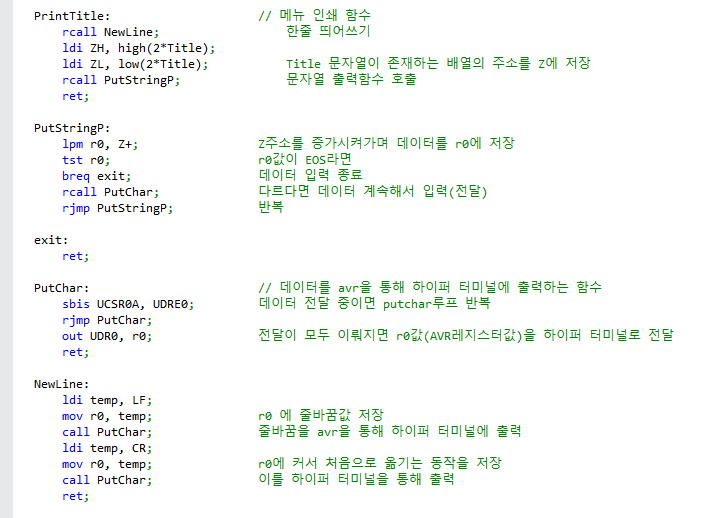 PrintTitle: // 메뉴 인쇄 함수
rcall NewLine; 한줄 띄어쓰기
ldi ZH, high(2*Title);
ldi ZL, low(2*Title); Title 문자열이 존재하는 배열의 주소를 Z에 저장
rcall PutStringP; 문자열 출력함수 호출
ret;
PutStringP:
lpm r0, Z+; Z주소를 증가시켜가며 데이터를 r0에 저장
tst r0; r0값이 EOS라면
breq exit; 데이터 입력 종료
rcall PutChar; 다르다면 데이터 계속해서 입력(전달)
rjmp PutStringP; 반복
exit:
ret;
PutChar: // 데이터를 avr을 통해 하이퍼 터미널에 출력하는 함수
sbis UCSR0A, UDRE0; 데이터 전달 중이면 putchar루프 반복
rjmp PutChar;
out UDR0, r0; 전달이 모두 이뤄지면 r0값(AVR레지스터값)을 하이퍼 터미널로 전달
ret;
NewLine:
ldi temp, LF;
mov r0, temp; r0 에 줄바꿈값 저장
call PutChar; 줄바꿈을 avr을 통해 하이퍼 터미널에 출력
ldi temp, CR;
mov r0, temp; r0에 커서 처음으로 옮기는 동작을 저장
call PutChar; 이를 하이퍼 터미널을 통해 출력
ret;